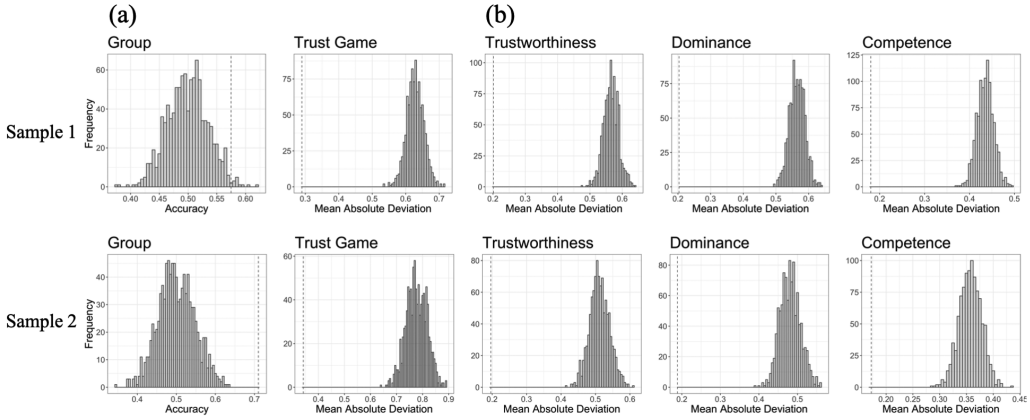 (a) (b)
Group Trust Game Trustworthiness Dominance Competence
Sample 1
Frequency
60 40 20 0
75 50 25 0
100 75 50 25 0
75 50 25 0
125 100 75 50 25 0
0.40 0.45 0.50 0.55 0.60
0.3 0.4 0.5 0.6 0.7
0.2 0.3 0.4 0.5 0.6
0.2 0.3 0.4 0.5 0.6
0.2 0.3 0.4 0.5
Accuracy Mean Absolute Deviation Mean Absolute Deviation Mean Absolute Deviation Mean Absolute Deviation
Group Trust Game Trustworthiness Dominance Competence
Sample 2
Frequency
40 30 20 10 0
60 40 20 0
100 75 50 25 0
80 60 40 20 0
100 75 50 25 0
0.4 0.5 0.6 0.7
0.4 0.5 0.6 0.7 0.8 0.9
0.2 0.3 0.4 0.5 0.6
0.2 0.3 0.4 0.5
0.20 0.25 0.30 0.35 0.40 0.45
Accuracy Mean Absolute Deviation Mean Absolute Deviation Mean Absolute Deviation Mean Absolute Deviation